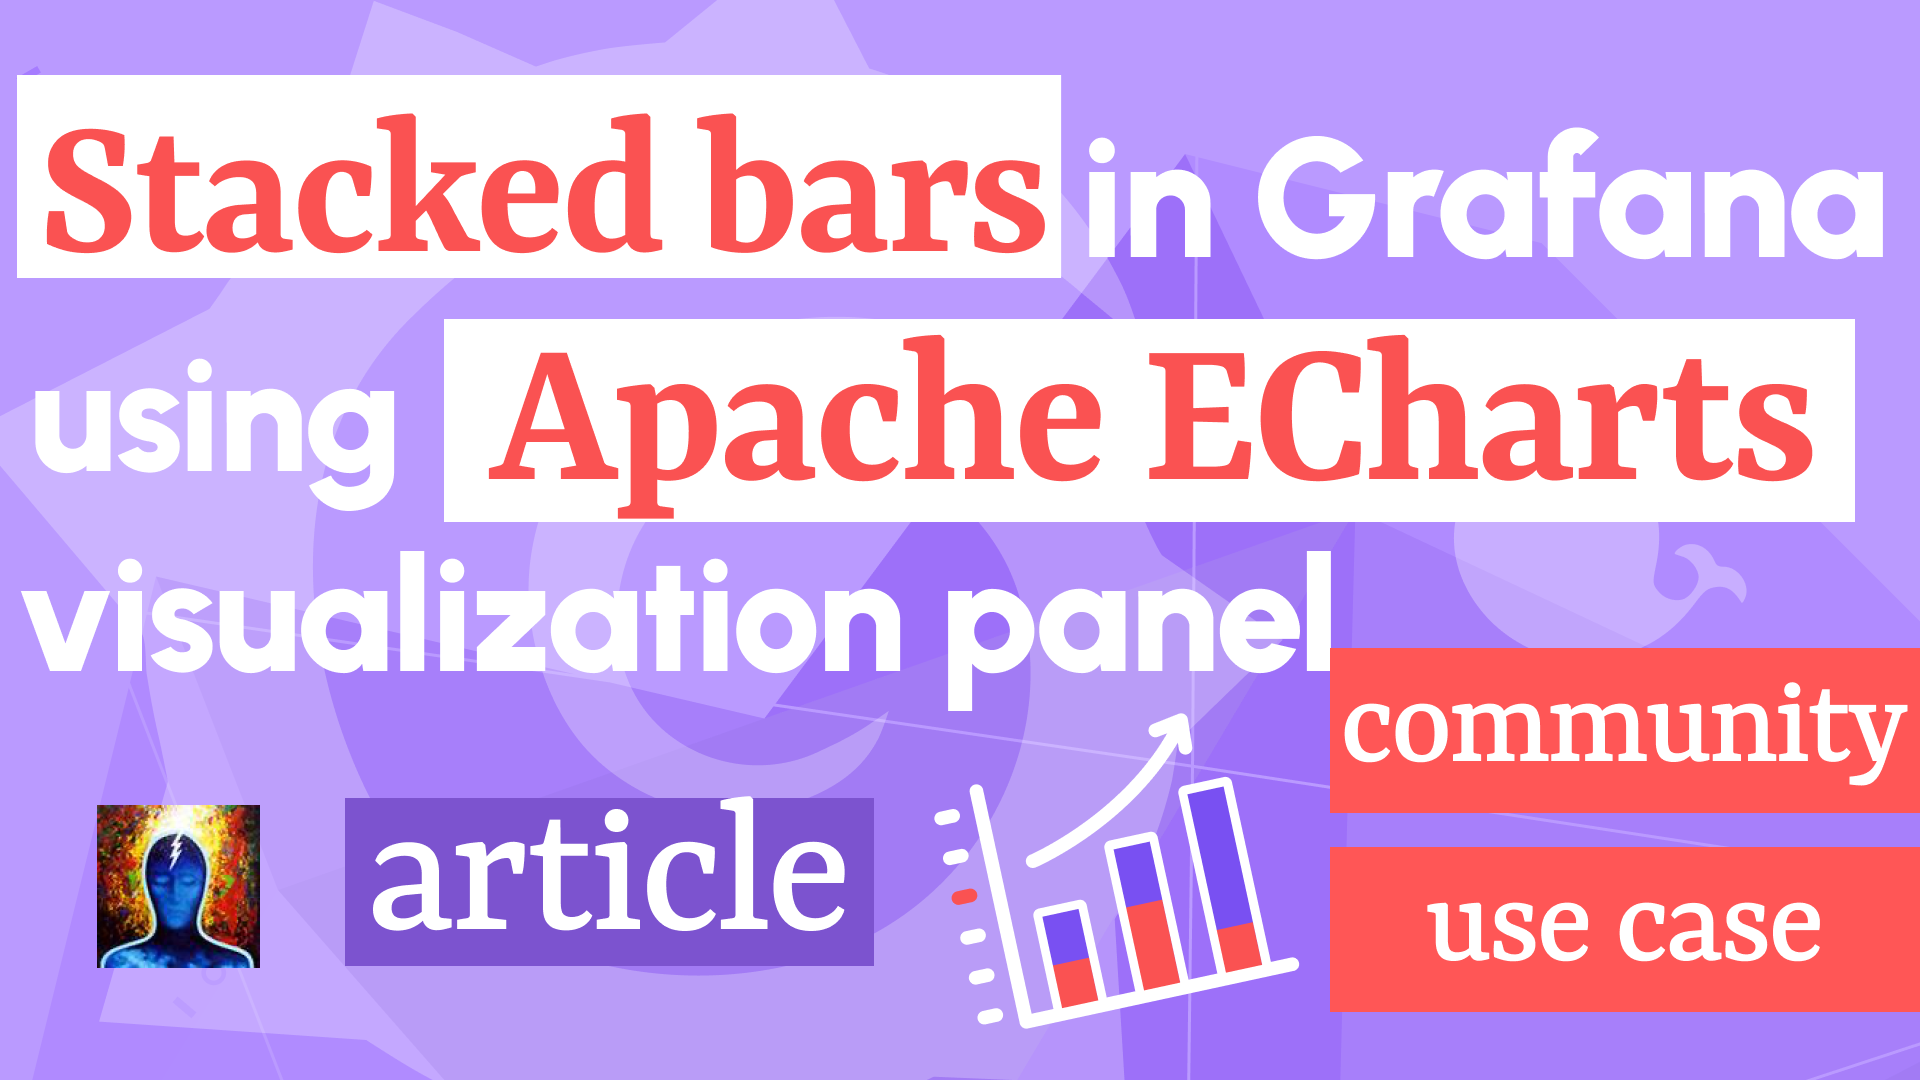 Stacked bars in Grafana
using Apache ECharts
visualization panel
community
article
use case